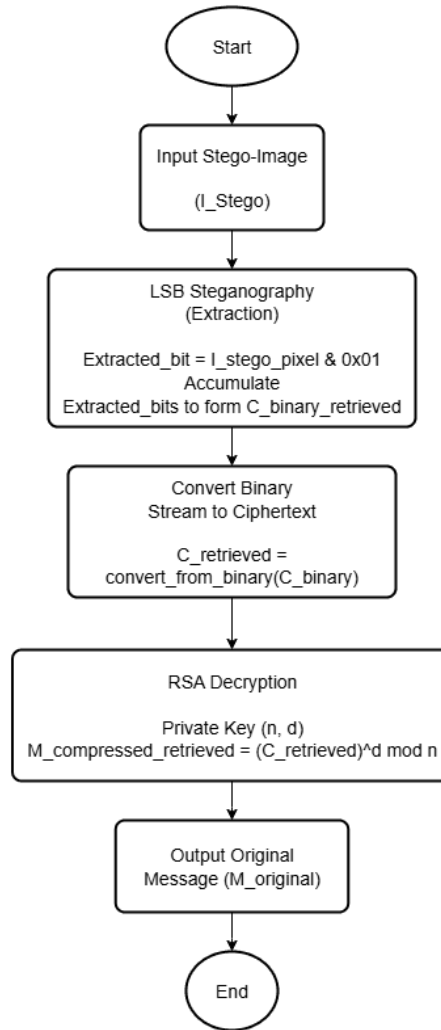 Start
Input Stego-Image
(I_Stego)
LSB Steganography
(Extraction)
Extracted_bit = I_stego_pixel & 0x01
Accumulate
Extracted_bits to form C_binary_retrieved
Convert Binary
Stream to Ciphertext
C_retrieved =
convert_from_binary(C_binary)
RSA Decryption
Private Key (n, d)
M_compressed_retrieved = (C_retrieved)^d mod n
Output Original
Message (M_original)
End